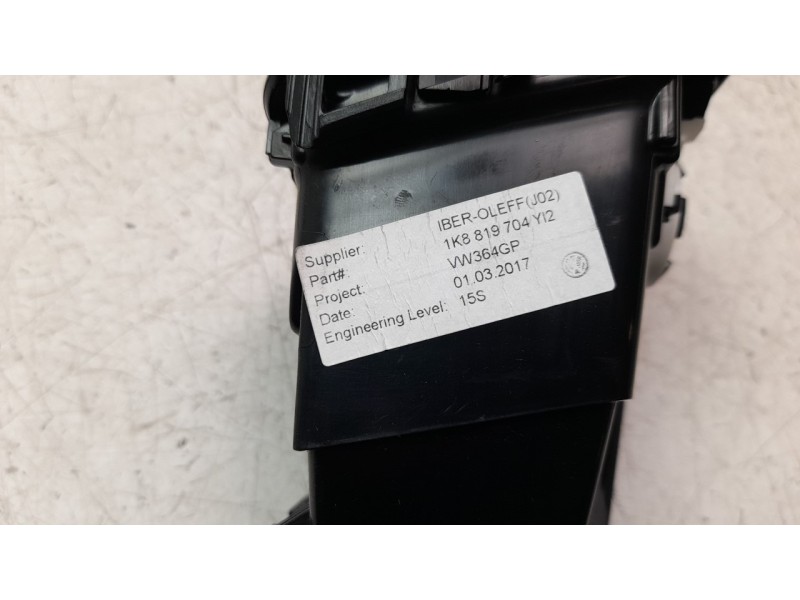 Supplier: IBER-OLEFF(J02)
Part#: 1K8 819 704 YI2
Project: VW364GP
Date: 01.03.2017
Engineering Level: 15S